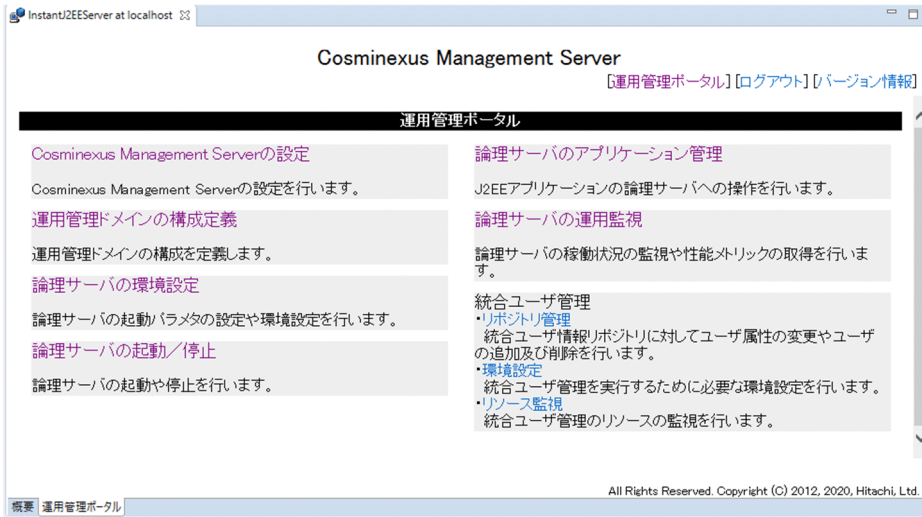 InstantJ2EEServer at localhost
Cosminexus Management Server
[運用管理ポータル] [ログアウト] [バージョン情報]
運用管理ポータル
Cosminexus Management Serverの設定
Cosminexus Management Serverの設定を行います。
運用管理ドメインの構成定義
運用管理ドメインの構成を定義します。
論理サーバの環境設定
論理サーバの起動パラメタの設定や環境設定を行います。
論理サーバの起動／停止
論理サーバの起動や停止を行います。
論理サーバのアプリケーション管理
J2EEアプリケーションの論理サーバへの操作を行います。
論理サーバの運用監視
論理サーバの稼働状況の監視や性能メトリックの取得を行いま
す。
統合ユーザ管理
・リポジトリ管理
統合ユーザ情報リポジトリに対してユーザ属性の変更やユーザ
の追加及び削除を行います。
・環境設定
統合ユーザ管理を実行するために必要な環境設定を行います。
・リソース監視
統合ユーザ管理のリソースの監視を行います。
All Rights Reserved. Copyright (C) 2012, 2020, Hitachi, Ltd.
概要 運用管理ポータル